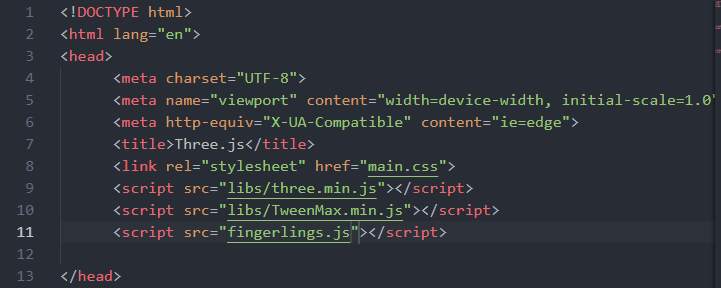 1 <!DOCTYPE html>
2 <html lang="en">
3 <head>
4 <meta charset="UTF-8">
5 <meta name="viewport" content="width=device-width, initial-scale=1.0"
6 <meta http-equiv="X-UA-Compatible" content="ie=edge">
7 <title>Three.js</title>
8 <link rel="stylesheet" href="main.css">
9 <script src="libs/three.min.js"></script>
10 <script src="libs/TweenMax.min.js"></script>
11 <script src="fingerlings.js"></script>
12
13 </head>